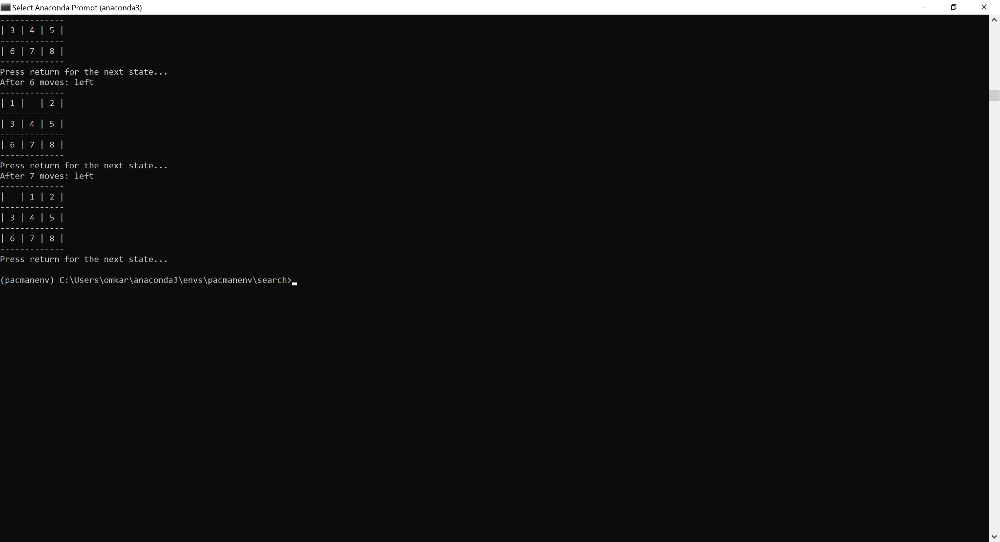 Select Anaconda Prompt (anaconda3)
-------------
| 3 | 4 | 5 |
-------------
| 6 | 7 | 8 |
-------------
Press return for the next state...
After 6 moves: left
-------------
| 1 |   | 2 |
-------------
| 3 | 4 | 5 |
-------------
| 6 | 7 | 8 |
-------------
Press return for the next state...
After 7 moves: left
-------------
|   | 1 | 2 |
-------------
| 3 | 4 | 5 |
-------------
| 6 | 7 | 8 |
-------------
Press return for the next state...
(pacmanenv) C:\Users\omkar\anaconda3\envs\pacmanenv\search>